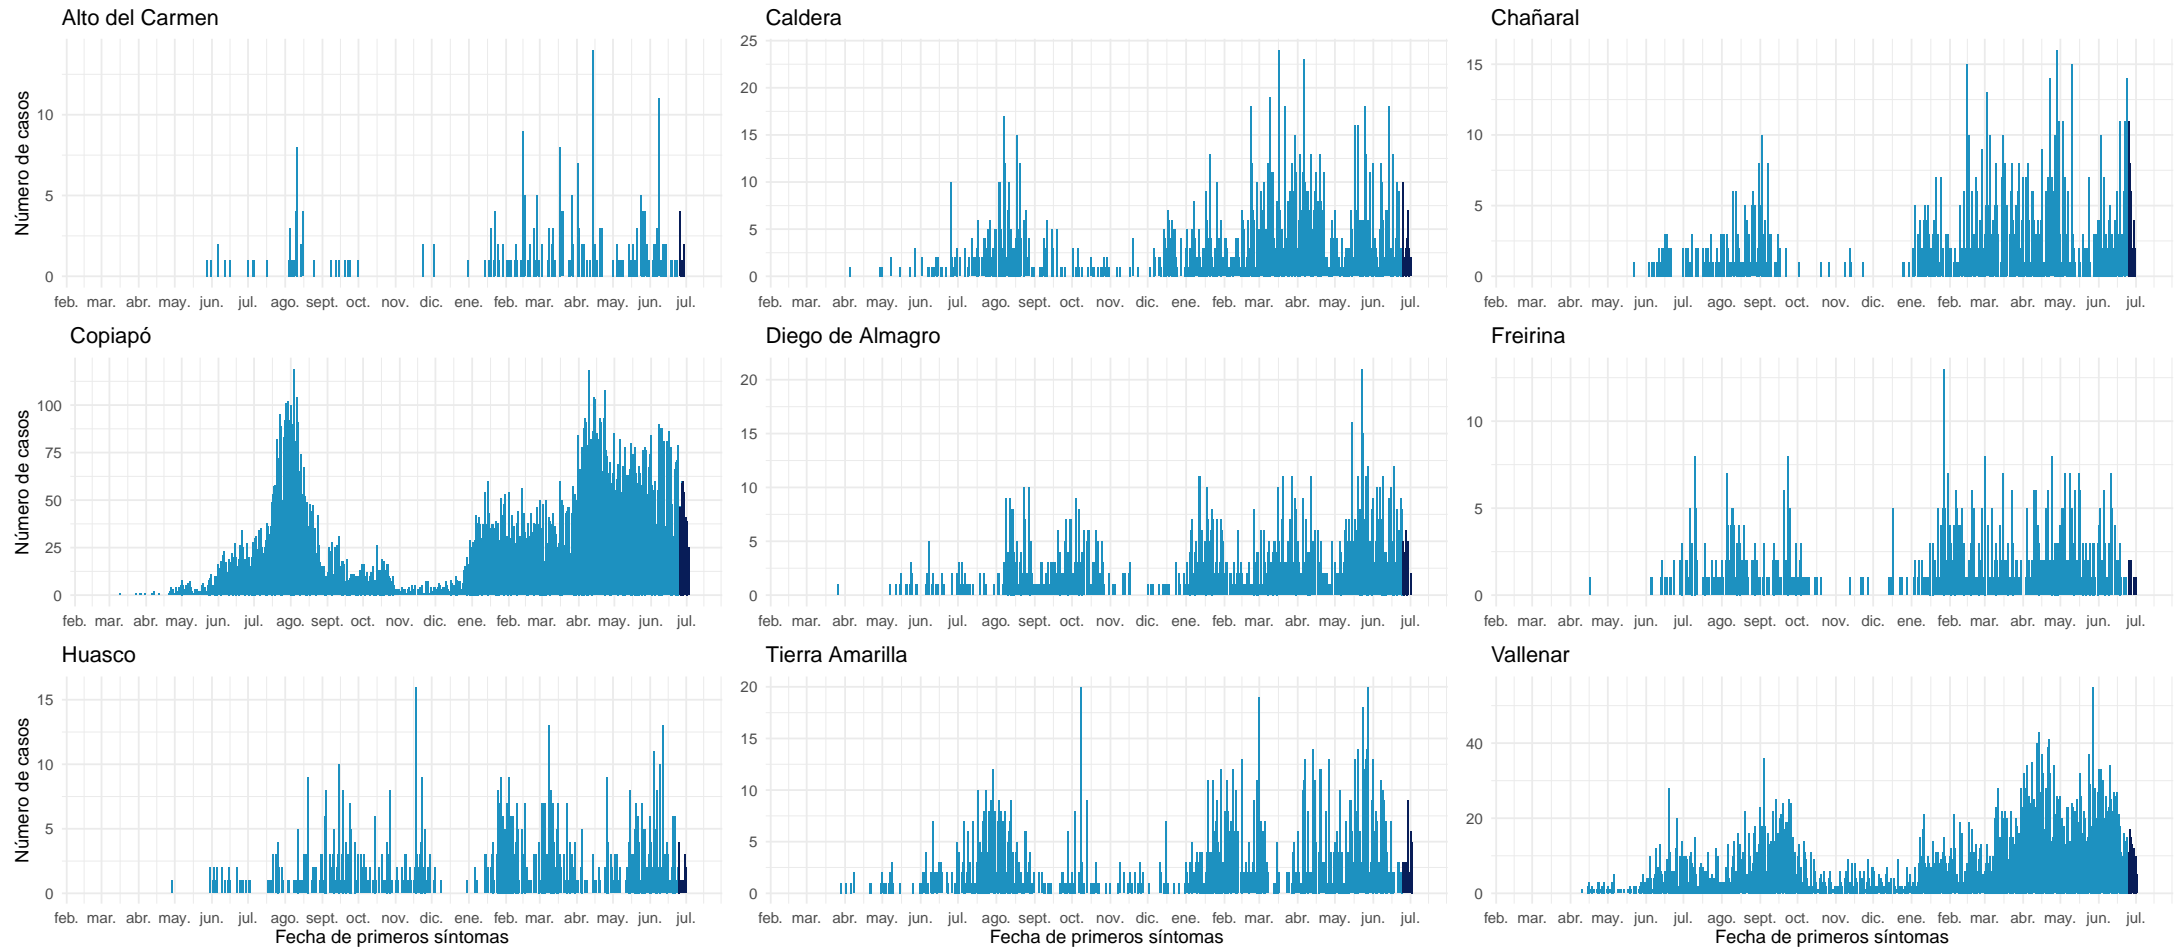 Alto del Carmen
Número de casos
10
5
0
feb. mar. abr. may. jun. jul. ago. sept. oct. nov. dic. ene. feb. mar. abr. may. jun. jul.
Caldera
25
20
15
10
5
0
feb. mar. abr. may. jun. jul. ago. sept. oct. nov. dic. ene. feb. mar. abr. may. jun. jul.
Chañaral
15
10
5
0
feb. mar. abr. may. jun. jul. ago. sept. oct. nov. dic. ene. feb. mar. abr. may. jun. jul.
Copiapó
Número de casos
100
75
50
25
0
feb. mar. abr. may. jun. jul. ago. sept. oct. nov. dic. ene. feb. mar. abr. may. jun. jul.
Diego de Almagro
20
15
10
5
0
feb. mar. abr. may. jun. jul. ago. sept. oct. nov. dic. ene. feb. mar. abr. may. jun. jul.
Freirina
10
5
0
feb. mar. abr. may. jun. jul. ago. sept. oct. nov. dic. ene. feb. mar. abr. may. jun. jul.
Huasco
Número de casos
15
10
5
0
feb. mar. abr. may. jun. jul. ago. sept. oct. nov. dic. ene. feb. mar. abr. may. jun. jul.
Fecha de primeros síntomas
Tierra Amarilla
20
15
10
5
0
feb. mar. abr. may. jun. jul. ago. sept. oct. nov. dic. ene. feb. mar. abr. may. jun. jul.
Fecha de primeros síntomas
Vallenar
40
20
0
feb. mar. abr. may. jun. jul. ago. sept. oct. nov. dic. ene. feb. mar. abr. may. jun. jul.
Fecha de primeros síntomas